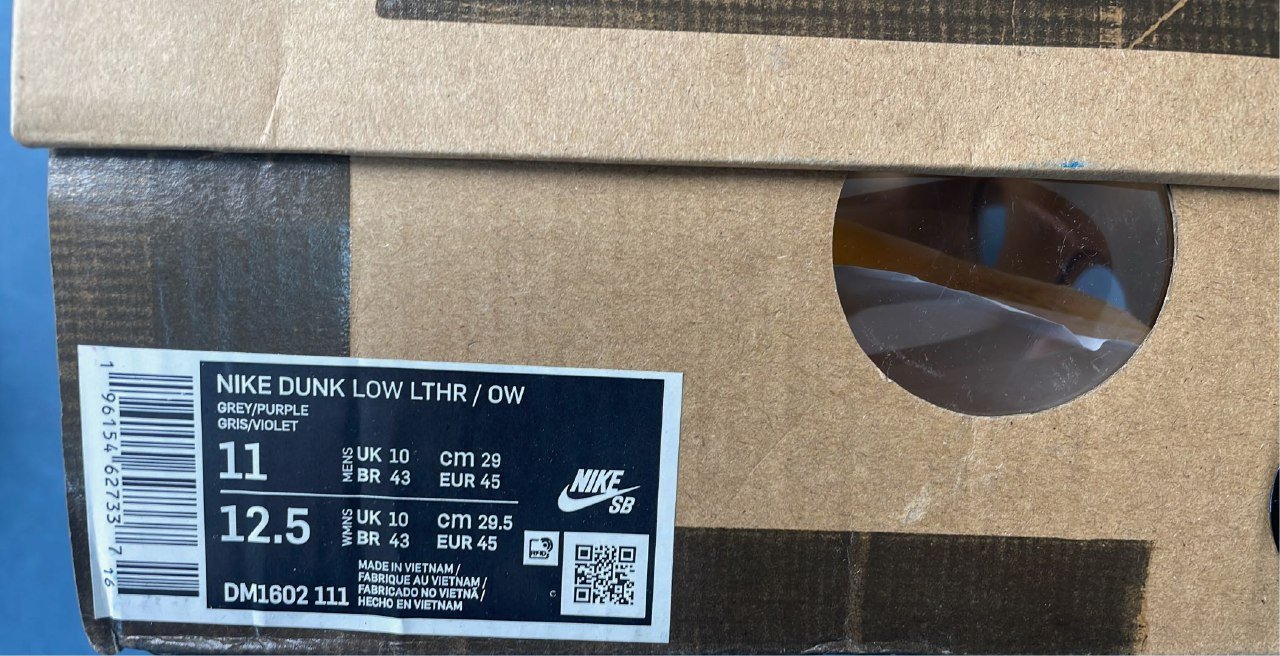 NIKE DUNK LOW LTHR / OW
GREY/PURPLE
GRIS/VIOLET
11 MENS UK 10 cm 29
BR 43 EUR 45
12.5 WMNS UK 10 cm 29.5
BR 43 EUR 45
NIKE
SB
RFID
MADE IN VIETNAM /
FABRIQUE AU VIETNAM /
FABRICADO NO VIETNÃ /
HECHO EN VIETNAM
DM1602 111
C
1 96154 62733 7 16